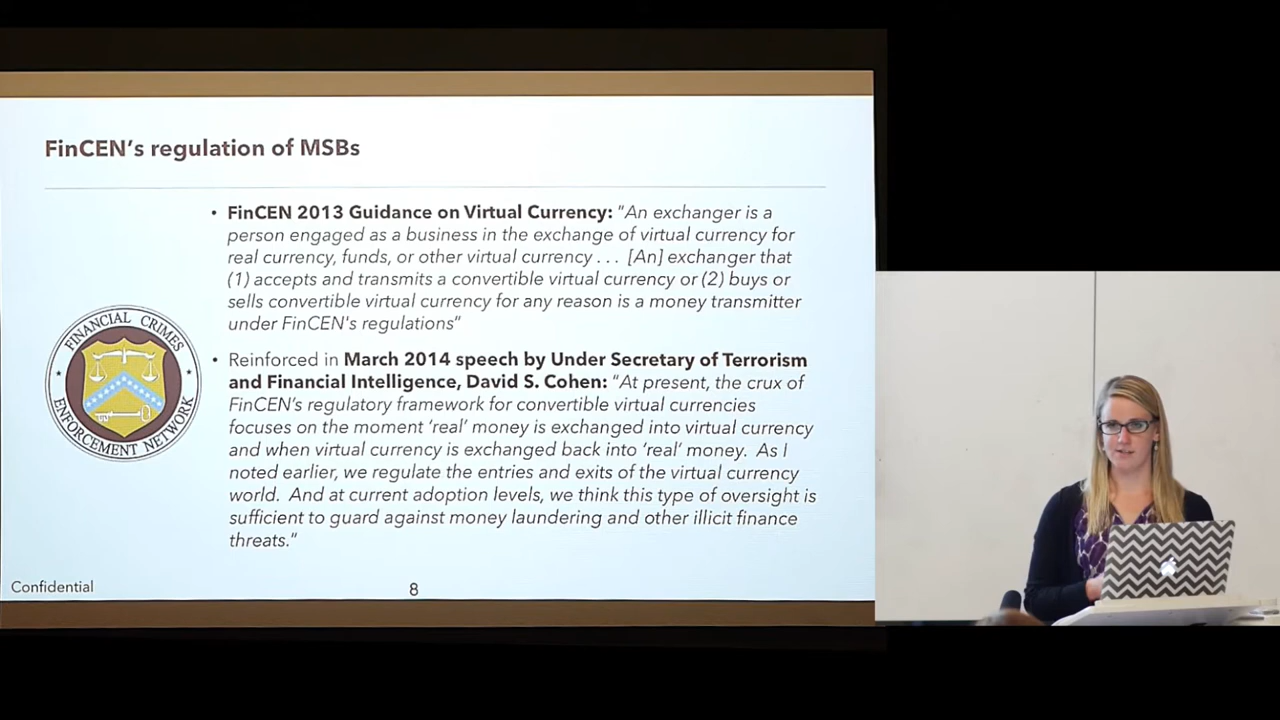 FinCEN's regulation of MSBs
• FinCEN 2013 Guidance on Virtual Currency: "An exchanger is a
person engaged as a business in the exchange of virtual currency for
real currency, funds, or other virtual currency . . . [An] exchanger that
(1) accepts and transmits a convertible virtual currency or (2) buys or
sells convertible virtual currency for any reason is a money transmitter
under FinCEN's regulations"
• Reinforced in March 2014 speech by Under Secretary of Terrorism
and Financial Intelligence, David S. Cohen: "At present, the crux of
FinCEN's regulatory framework for convertible virtual currencies
focuses on the moment 'real' money is exchanged into virtual currency
and when virtual currency is exchanged back into 'real' money. As I
noted earlier, we regulate the entries and exits of the virtual currency
world. And at current adoption levels, we think this type of oversight is
sufficient to guard against money laundering and other illicit finance
threats."
FINANCIAL CRIMES
ENFORCEMENT NETWORK
Confidential
8